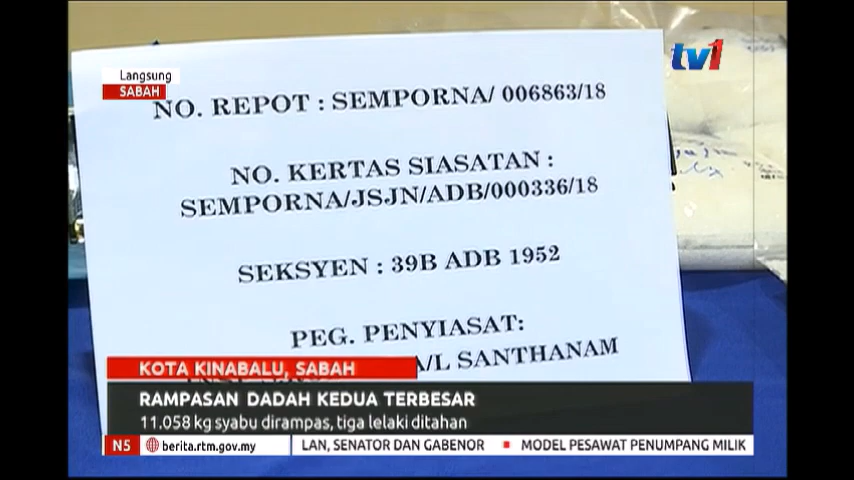 Langsung
SABAH
tv1
NO. REPOT : SEMPORNA/ 006863/18
NO. KERTAS SIASATAN :
SEMPORNA/JSJN/ADB/000336/18
SEKSYEN : 39B ADB 1952
PEG. PENYIASAT:
A/L SANTHANAM
KOTA KINABALU, SABAH
RAMPASAN DADAH KEDUA TERBESAR
11.058 kg syabu dirampas, tiga lelaki ditahan
N5 berita.rtm.gov.my LAN, SENATOR DAN GABENOR ▪ MODEL PESAWAT PENUMPANG MILIK